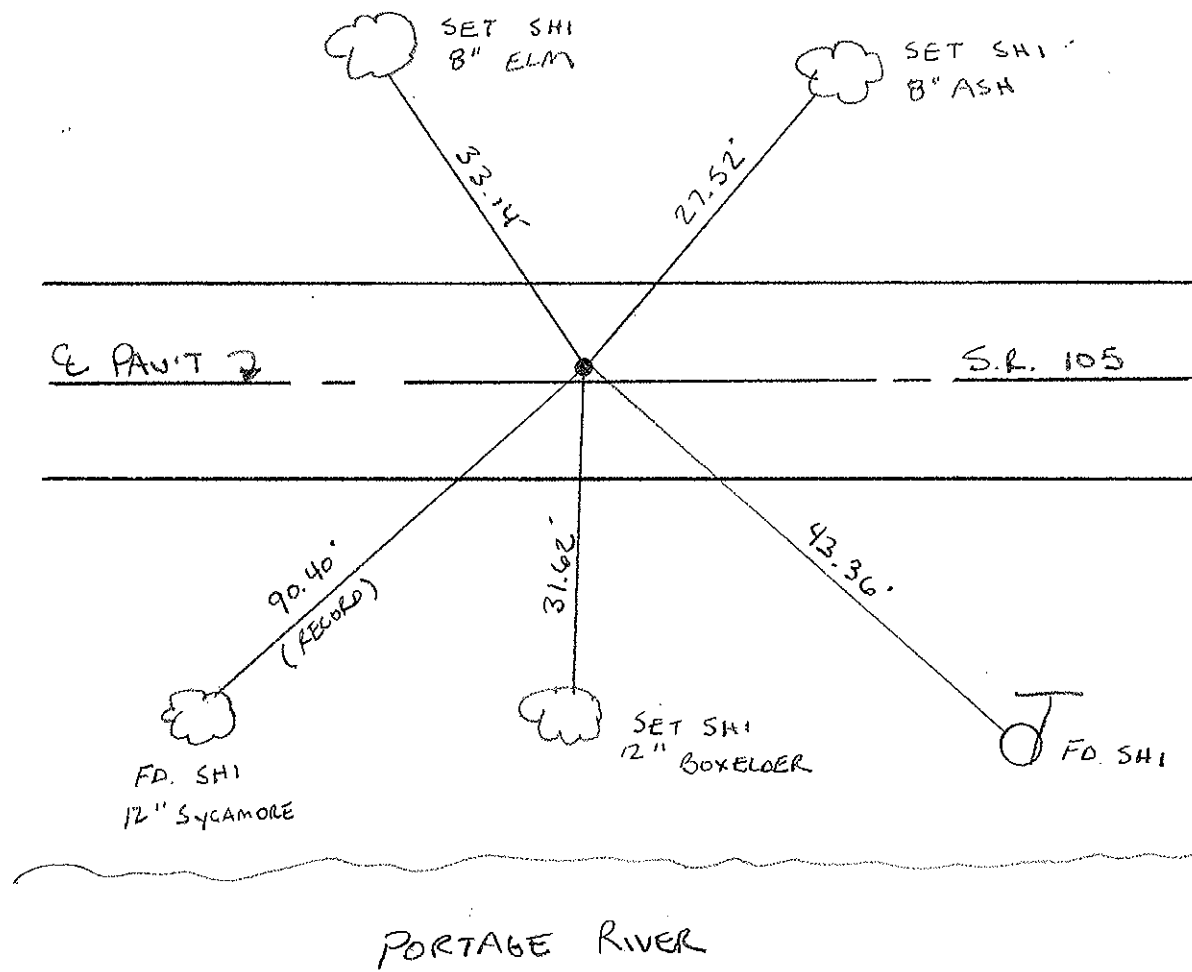 SET SHI
8" ELM
SET SHI
8" ASH
33.14'
27.52'
℄ PAV'T
S.R. 105
90.40'
(RECORD)
31.62'
43.36'
FD. SHI
12" SYCAMORE
SET SHI
12" BOXELDER
FD. SHI
PORTAGE RIVER